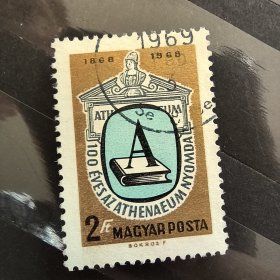 1969
1868 1968
ATHENAEUM
100 ÉVES AZ ATHENAEUM NYOMDA
A
2 Ft
MAGYAR POSTA
BOKROS F.